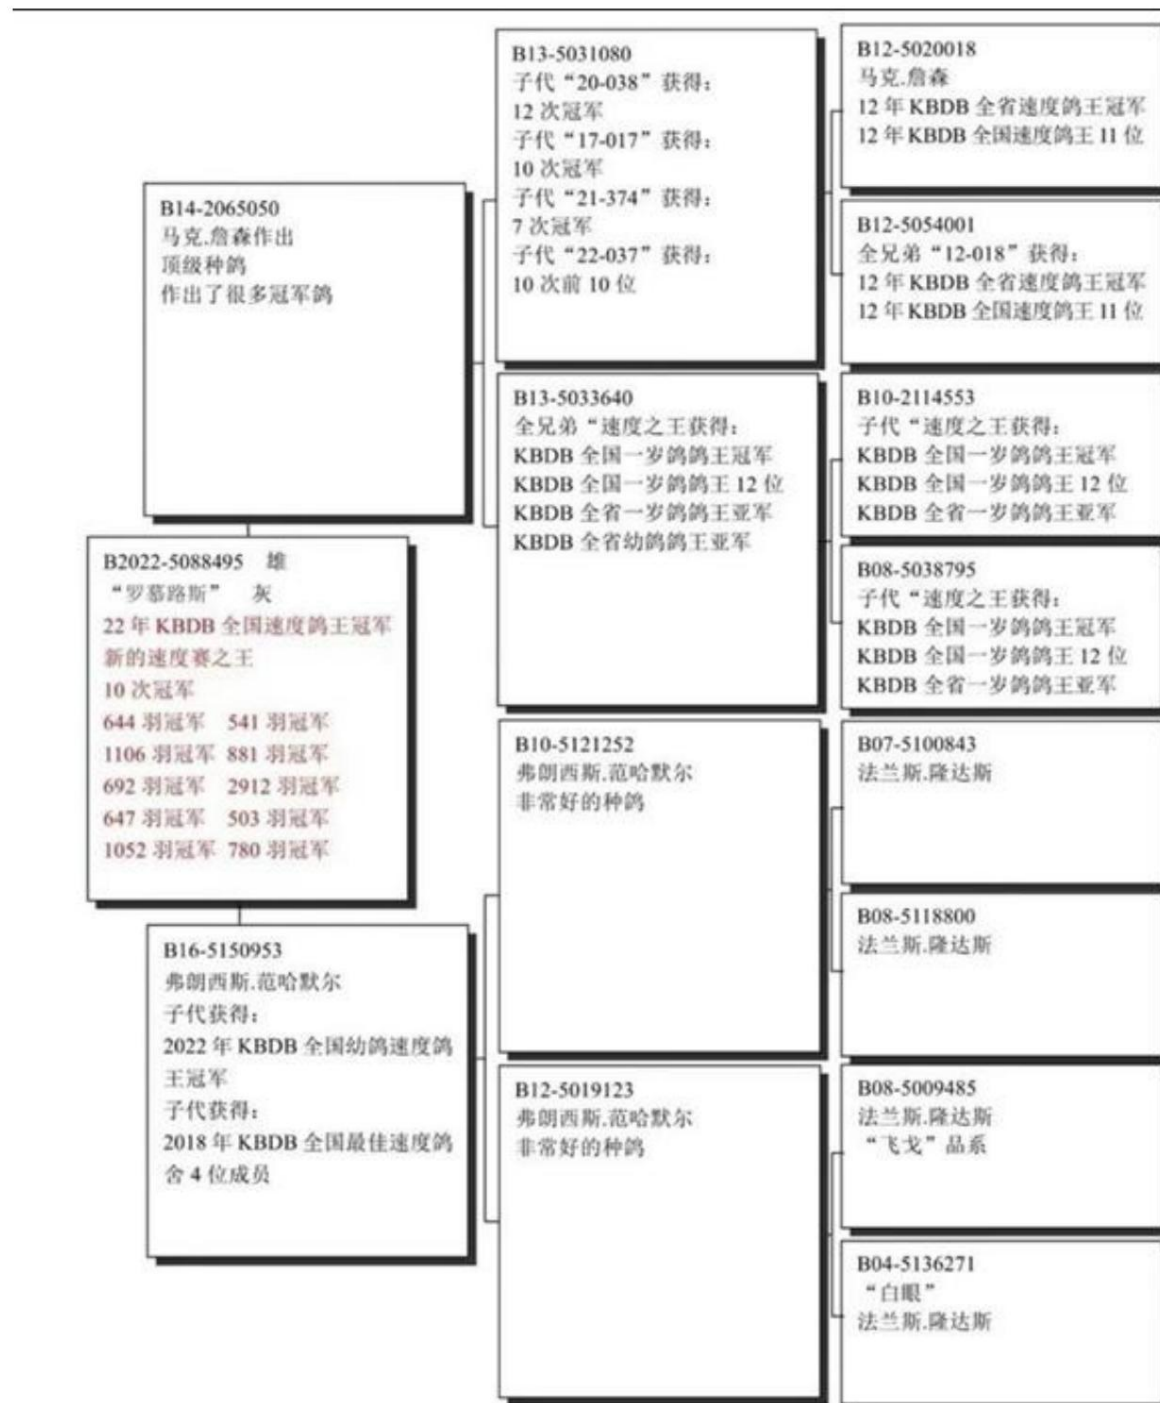 B14-2065050
马克.詹森作出
顶级种鸽
作出了很多冠军鸽
B2022-5088495 雄
“罗慕路斯” 灰
22 年 KBDB 全国速度鸽王冠军
新的速度赛之王
10 次冠军
644 羽冠军 541 羽冠军
1106 羽冠军 881 羽冠军
692 羽冠军 2912 羽冠军
647 羽冠军 503 羽冠军
1052 羽冠军 780 羽冠军
B16-5150953
弗朗西斯.范哈默尔
子代获得：
2022 年 KBDB 全国幼鸽速度鸽
王冠军
子代获得：
2018 年 KBDB 全国最佳速度鸽
舍 4 位成员
B13-5031080
子代“20-038”获得：
12 次冠军
子代“17-017”获得：
10 次冠军
子代“21-374”获得：
7 次冠军
子代“22-037”获得：
10 次前 10 位
B13-5033640
全兄弟“速度之王获得：
KBDB 全国一岁鸽鸽王冠军
KBDB 全国一岁鸽鸽王 12 位
KBDB 全省一岁鸽鸽王亚军
KBDB 全省幼鸽鸽王亚军
B10-5121252
弗朗西斯.范哈默尔
非常好的种鸽
B12-5019123
弗朗西斯.范哈默尔
非常好的种鸽
B12-5020018
马克.詹森
12 年 KBDB 全省速度鸽王冠军
12 年 KBDB 全国速度鸽王 11 位
B12-5054001
全兄弟“12-018”获得：
12 年 KBDB 全省速度鸽王冠军
12 年 KBDB 全国速度鸽王 11 位
B10-2114553
子代“速度之王获得：
KBDB 全国一岁鸽鸽王冠军
KBDB 全国一岁鸽鸽王 12 位
KBDB 全省一岁鸽鸽王亚军
B08-5038795
子代“速度之王获得：
KBDB 全国一岁鸽鸽王冠军
KBDB 全国一岁鸽鸽王 12 位
KBDB 全省一岁鸽鸽王亚军
B07-5100843
法兰斯.隆达斯
B08-5118800
法兰斯.隆达斯
B08-5009485
法兰斯.隆达斯
“飞戈”品系
B04-5136271
“白眼”
法兰斯.隆达斯